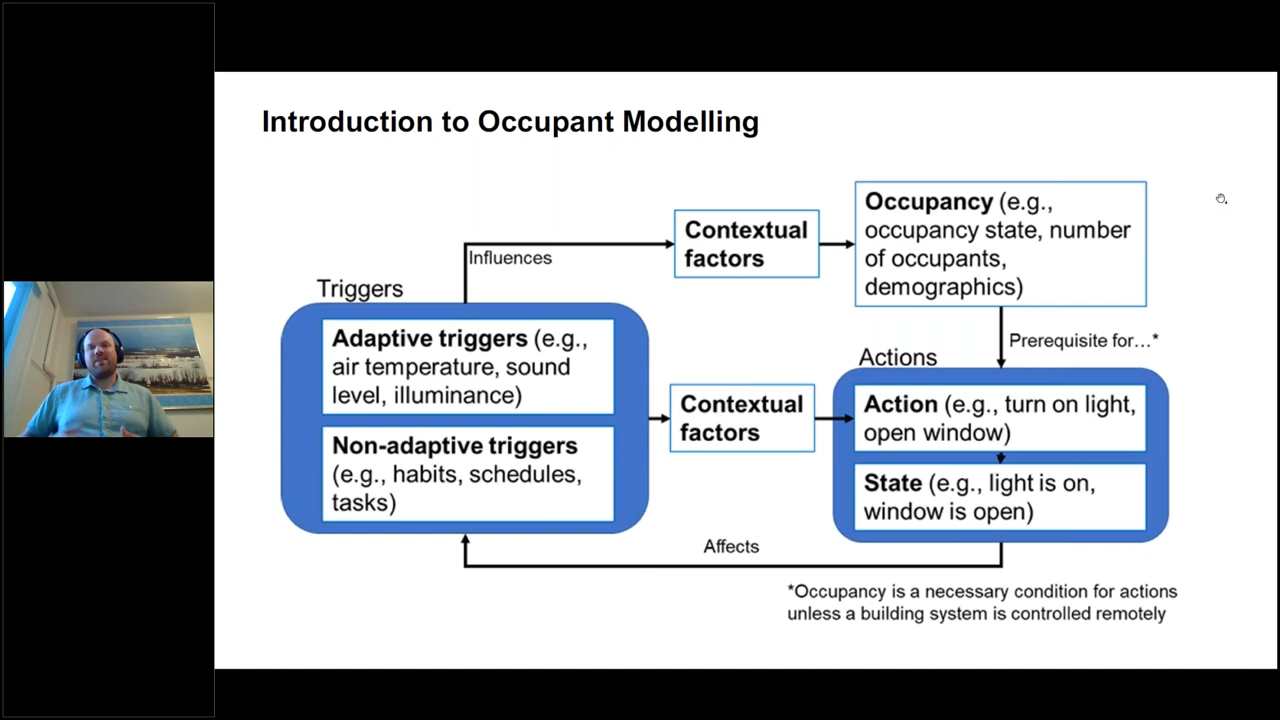 Introduction to Occupant Modelling
Contextual
factors
Occupancy (e.g.,
occupancy state, number
of occupants,
demographics)
Influences
Triggers
Adaptive triggers (e.g.,
air temperature, sound
level, illuminance)
Non-adaptive triggers
(e.g., habits, schedules,
tasks)
Contextual
factors
Prerequisite for...*
Actions
Action (e.g., turn on light,
open window)
State (e.g., light is on,
window is open)
Affects
*Occupancy is a necessary condition for actions
unless a building system is controlled remotely